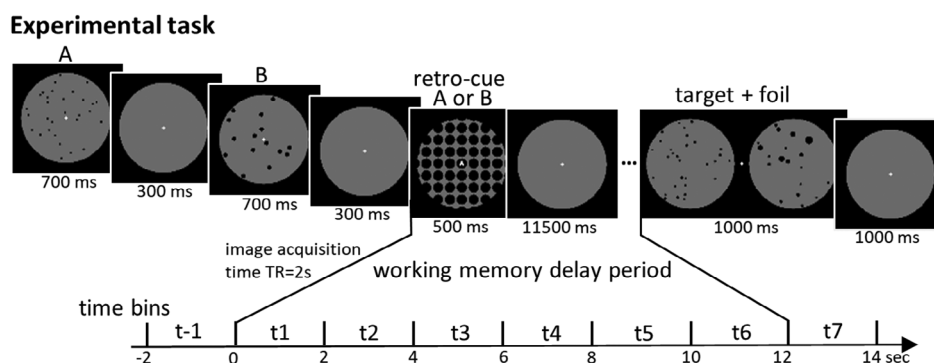 Experimental task
A
B
retro-cue
A or B
target + foil
A
700 ms
300 ms
700 ms
300 ms
500 ms
11500 ms
•••
1000 ms
1000 ms
image acquisition
time TR=2s
working memory delay period
time bins
t-1 t1 t2 t3 t4 t5 t6 t7
-2 0 2 4 6 8 10 12 14 sec